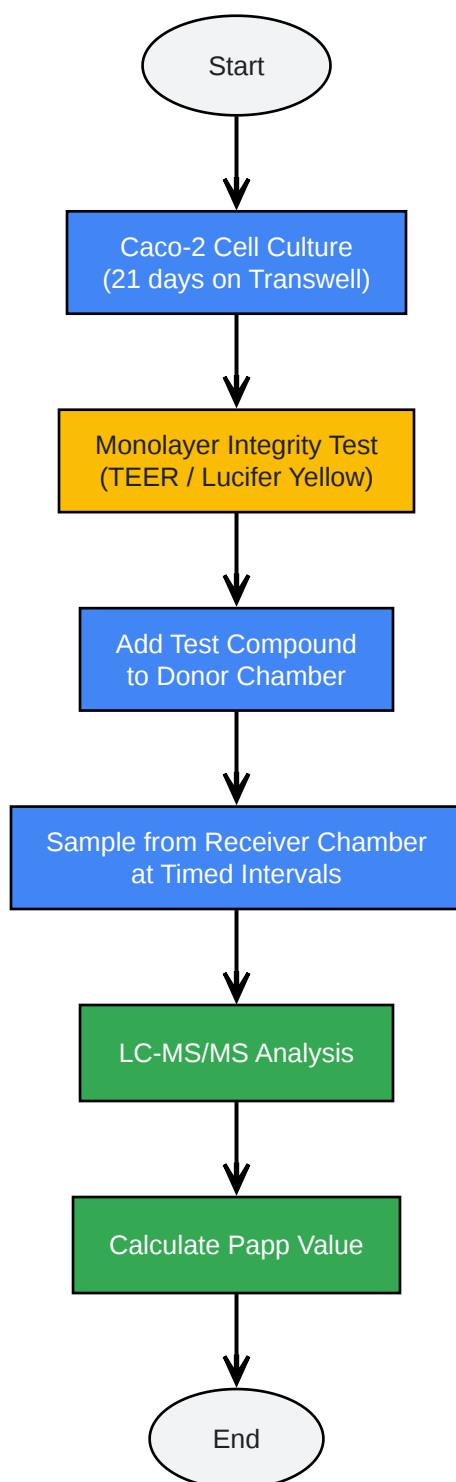 Start
Caco-2 Cell Culture
(21 days on Transwell)
Monolayer Integrity Test
(TEER / Lucifer Yellow)
Add Test Compound
to Donor Chamber
Sample from Receiver Chamber
at Timed Intervals
LC-MS/MS Analysis
Calculate Papp Value
End